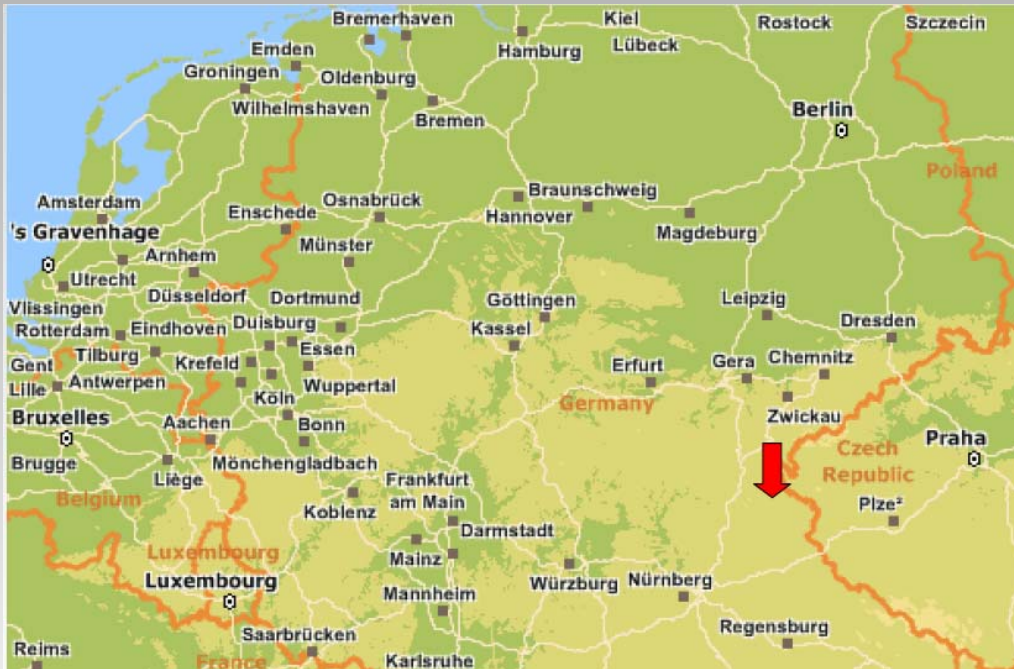 Bremerhaven
Kiel
Rostock
Szczecin
Lübeck
Hamburg
Emden
Groningen
Oldenburg
Wilhelmshaven
Bremen
Berlin
Poland
Amsterdam
Enschede
Osnabrück
Braunschweig
Hannover
's Gravenhage
Münster
Magdeburg
Arnhem
Utrecht
Vlissingen
Düsseldorf
Dortmund
Göttingen
Leipzig
Rotterdam
Eindhoven
Duisburg
Kassel
Dresden
Tilburg
Krefeld
Essen
Erfurt
Gera
Chemnitz
Gent
Lille
Antwerpen
Wuppertal
Köln
Germany
Zwickau
Bruxelles
Aachen
Bonn
Czech
Republic
Praha
Brugge
Liège
Mönchengladbach
Frankfurt
am Main
Belgium
Koblenz
Plze²
Darmstadt
Luxembourg
Mainz
Luxembourg
Mannheim
Würzburg
Nürnberg
Saarbrücken
Regensburg
Reims
France
Karlsruhe